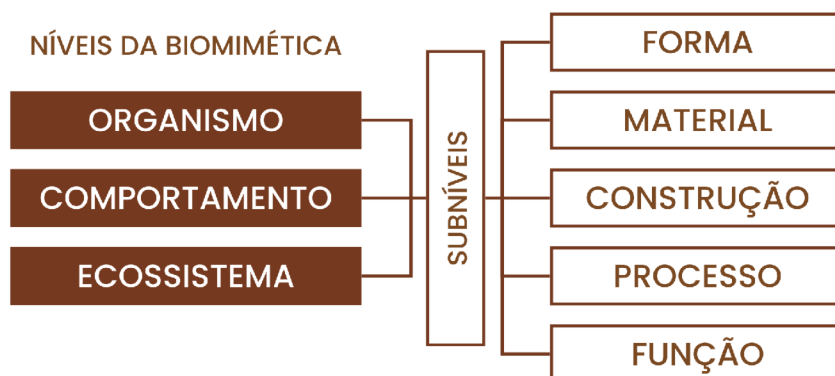 NÍVEIS DA BIOMIMÉTICA
ORGANISMO
COMPORTAMENTO
ECOSSISTEMA
SUBNÍVEIS
FORMA
MATERIAL
CONSTRUÇÃO
PROCESSO
FUNÇÃO